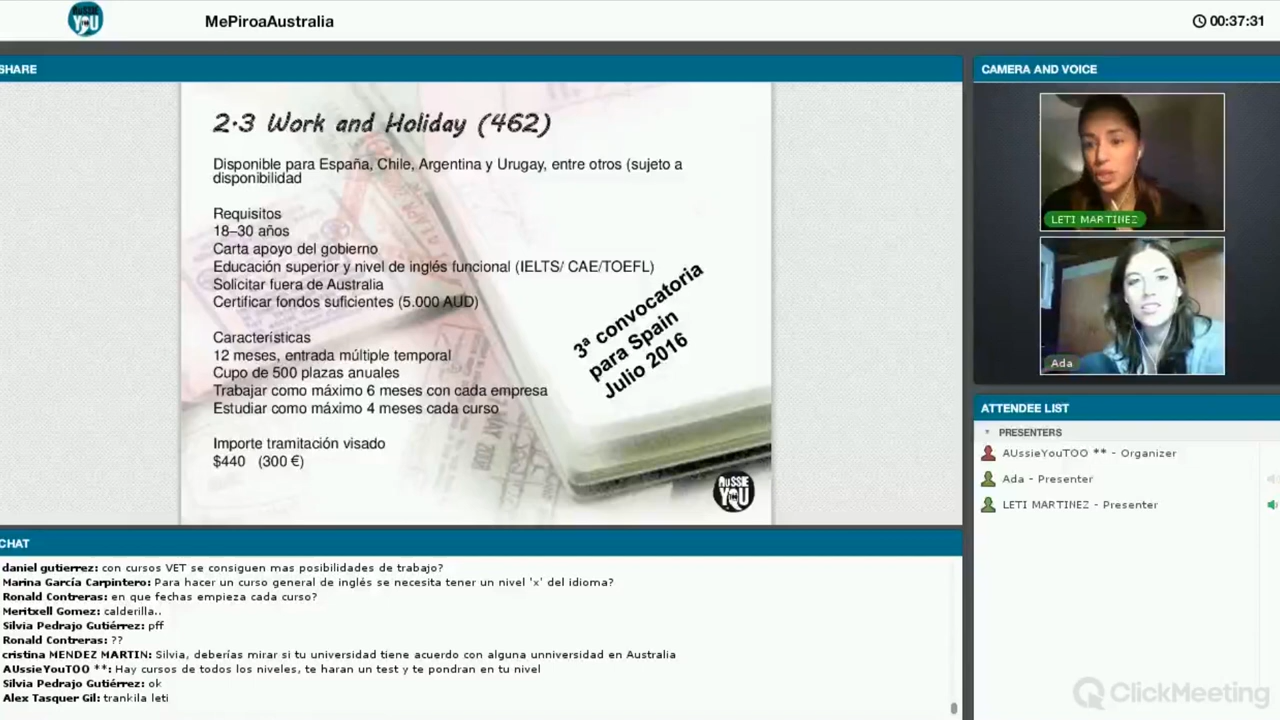 AUSSIE YOU
MePiroaAustralia
00:37:31
SHARE
2.3 Work and Holiday (462)
Disponible para España, Chile, Argentina y Urugay, entre otros (sujeto a
disponibilidad
Requisitos
18–30 años
Carta apoyo del gobierno
Educación superior y nivel de inglés funcional (IELTS/ CAE/TOEFL)
Solicitar fuera de Australia
Certificar fondos suficientes (5.000 AUD)
Características
12 meses, entrada múltiple temporal
Cupo de 500 plazas anuales
Trabajar como máximo 6 meses con cada empresa
Estudiar como máximo 4 meses cada curso
Importe tramitación visado
$440 (300 €)
3ª convocatoria
para Spain
Julio 2016
AUSSIE
YOU
CAMERA AND VOICE
LETI MARTINEZ
Ada
ATTENDEE LIST
PRESENTERS
AUssieYouTOO ** - Organizer
Ada - Presenter
LETI MARTINEZ - Presenter
CHAT
daniel gutierrez: con cursos VET se consiguen mas posibilidades de trabajo?
Marina García Carpintero: Para hacer un curso general de inglés se necesita tener un nivel 'x' del idioma?
Ronald Contreras: en que fechas empieza cada curso?
Meritxell Gomez: calderilla..
Silvia Pedrajo Gutiérrez: pff
Ronald Contreras: ??
cristina MENDEZ MARTIN: Silvia, deberías mirar si tu universidad tiene acuerdo con alguna unniversidad en Australia
AUssieYouTOO **: Hay cursos de todos los niveles, te haran un test y te pondran en tu nivel
Silvia Pedrajo Gutiérrez: ok
Alex Tasquer Gil: trankila leti
ClickMeeting